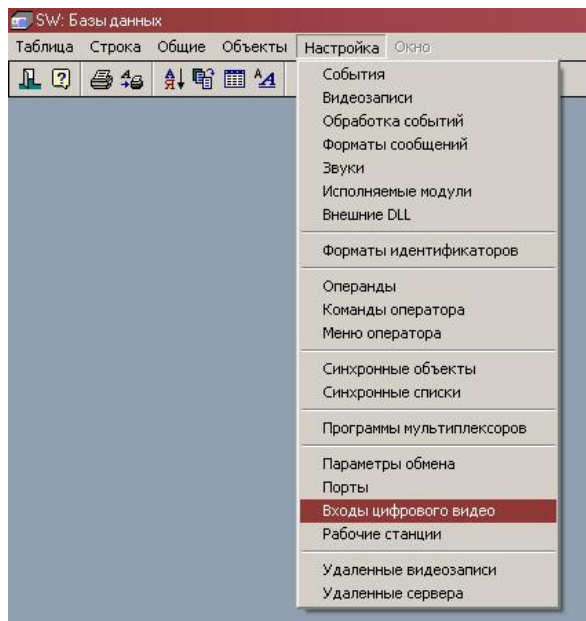 SW: Базы данных
Таблица Строка Общие Объекты Настройка Окно
События
Видеозаписи
Обработка событий
Форматы сообщений
Звуки
Исполняемые модули
Внешние DLL
Форматы идентификаторов
Операнды
Команды оператора
Меню оператора
Синхронные объекты
Синхронные списки
Программы мультиплексоров
Параметры обмена
Порты
Входы цифрового видео
Рабочие станции
Удаленные видеозаписи
Удаленные сервера